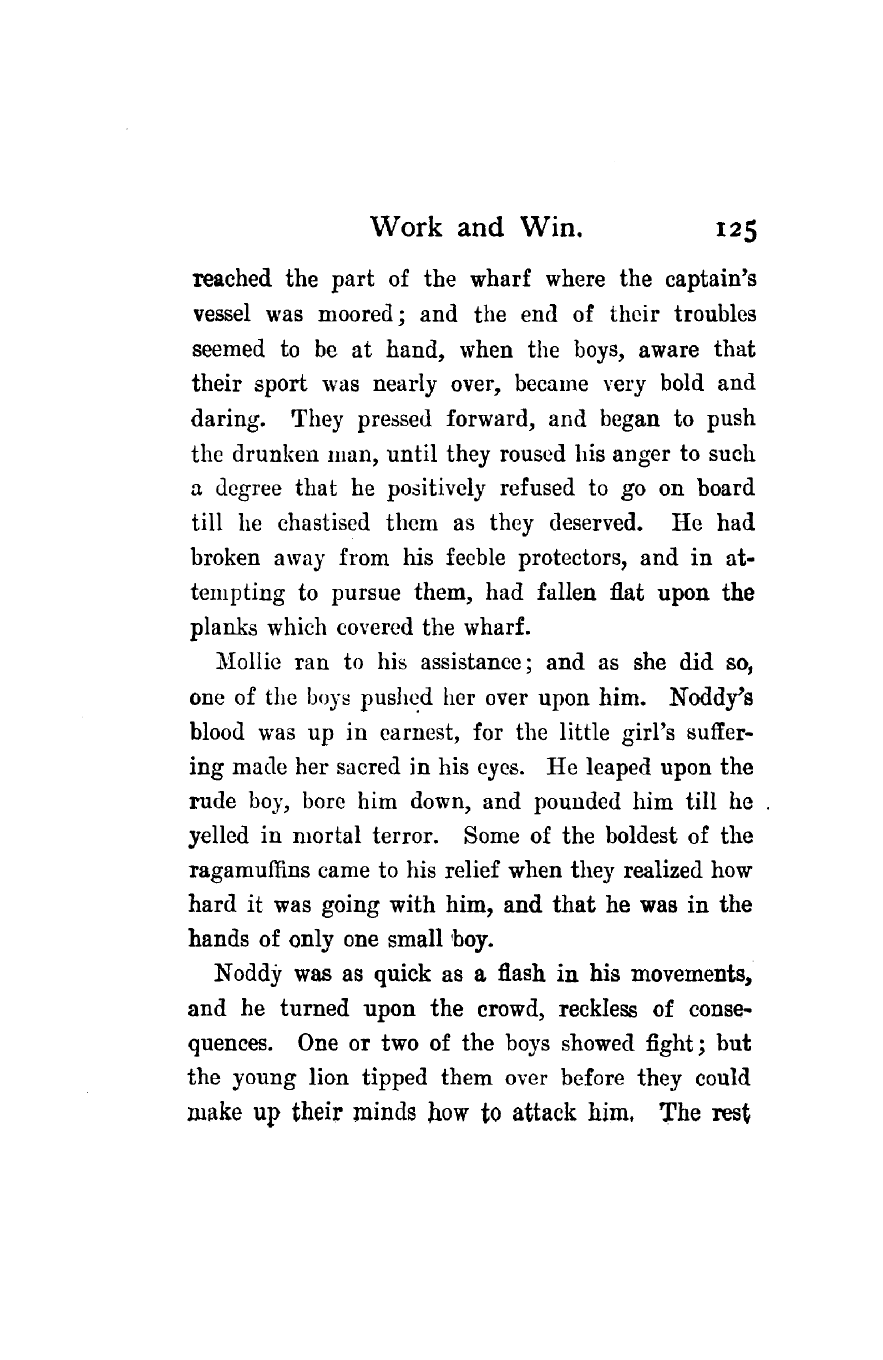 Work and Win. 125
reached the part of the wharf where the captain's
vessel was moored; and the end of their troubles
seemed to be at hand, when the boys, aware that
their sport was nearly over, became very bold and
daring. They pressed forward, and began to push
the drunken man, until they roused his anger to such
a degree that he positively refused to go on board
till he chastised them as they deserved. He had
broken away from his feeble protectors, and in at-
tempting to pursue them, had fallen flat upon the
planks which covered the wharf.
Mollie ran to his assistance; and as she did so,
one of the boys pushed her over upon him. Noddy's
blood was up in earnest, for the little girl's suffer-
ing made her sacred in his eyes. He leaped upon the
rude boy, bore him down, and pounded him till he
yelled in mortal terror. Some of the boldest of the
ragamuffins came to his relief when they realized how
hard it was going with him, and that he was in the
hands of only one small boy.
Noddy was as quick as a flash in his movements,
and he turned upon the crowd, reckless of conse-
quences. One or two of the boys showed fight; but
the young lion tipped them over before they could
make up their minds how to attack him. The rest